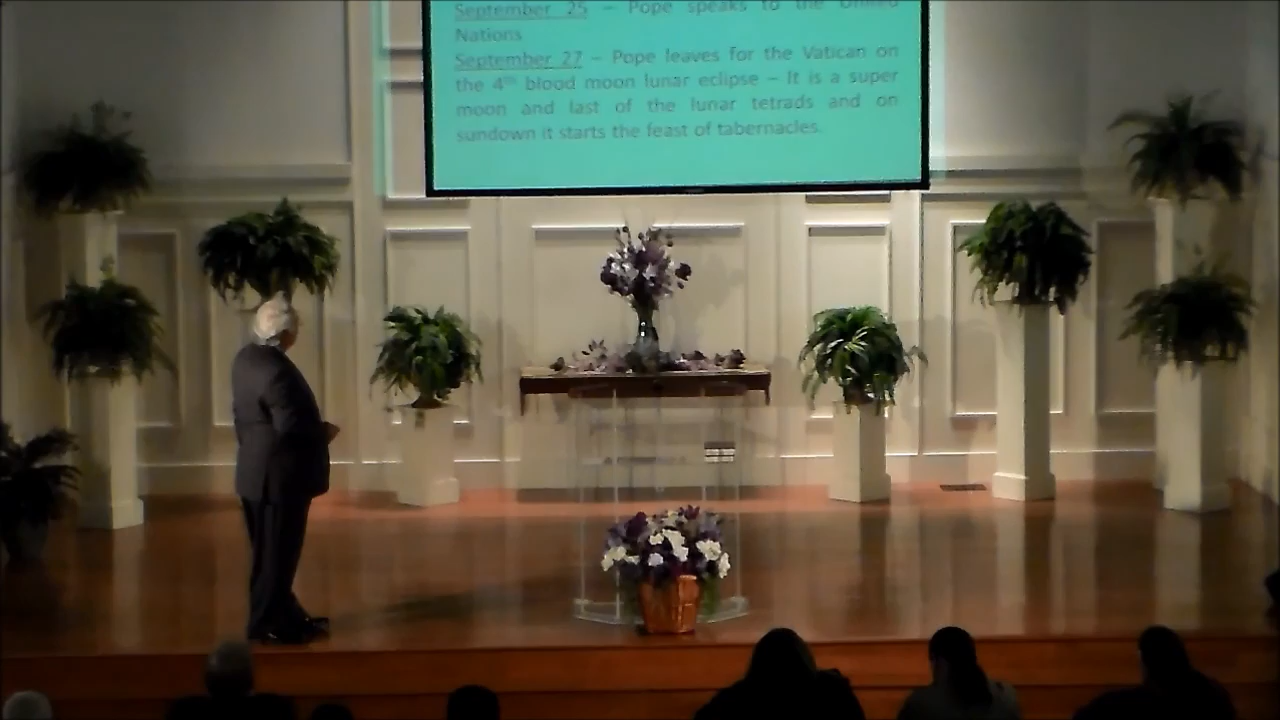 September 25 – Pope speaks to the United
Nations
September 27 – Pope leaves for the Vatican on
the 4th blood moon lunar eclipse – It is a super
moon and last of the lunar tetrads and on
sundown it starts the feast of tabernacles.